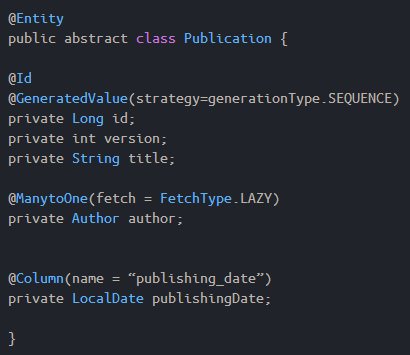 @Entity
public abstract class Publication {
@Id
@GeneratedValue(strategy=generationType.SEQUENCE)
private Long id;
private int version;
private String title;
@ManytoOne(fetch = FetchType.LAZY)
private Author author;
@Column(name = “publishing_date”)
private LocalDate publishingDate;
}